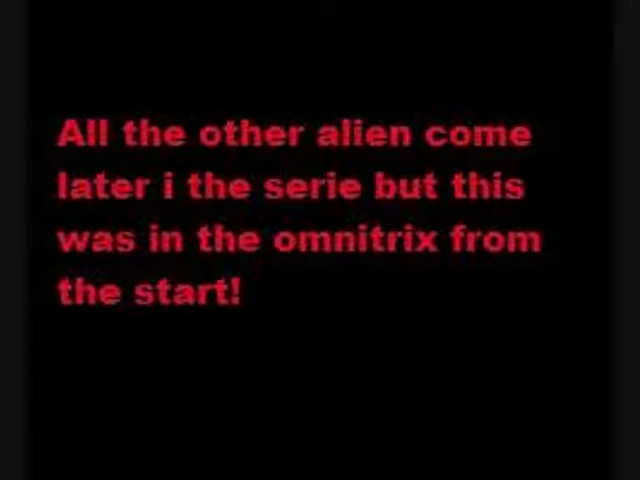 All the other alien come
later i the serie but this
was in the omnitrix from
the start!